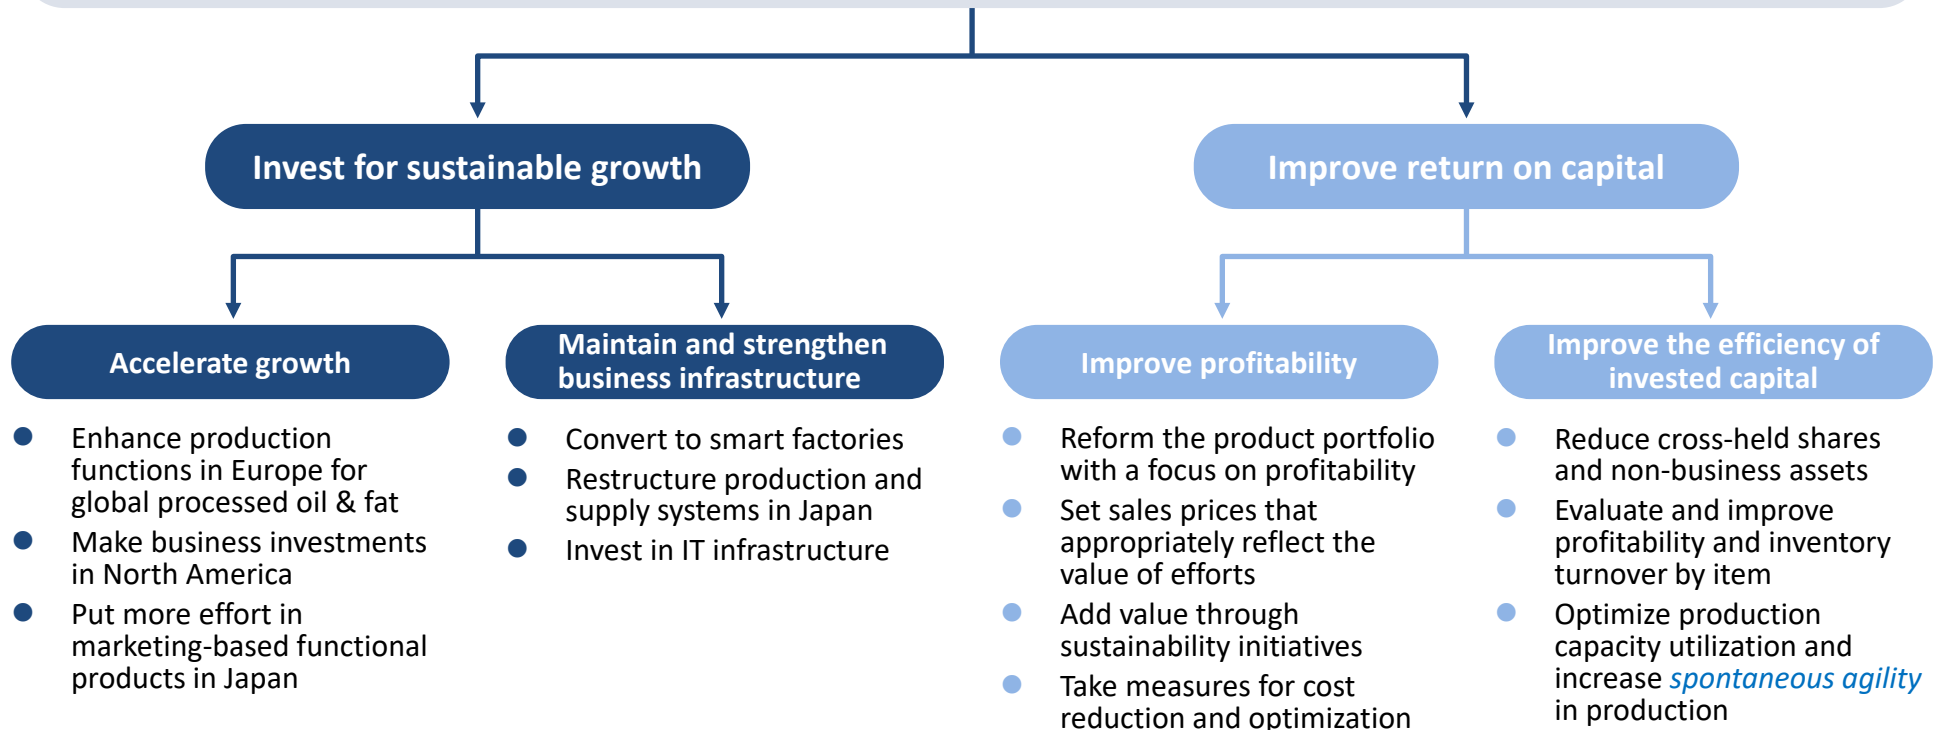 Invest for sustainable growth
Improve return on capital
Accelerate growth
Maintain and strengthen
business infrastructure
Improve profitability
Improve the efficiency of
invested capital
Enhance production
functions in Europe for
global processed oil & fat
Make business investments
in North America
Put more effort in
marketing-based functional
products in Japan
Convert to smart factories
Restructure production and
supply systems in Japan
Invest in IT infrastructure
Reform the product portfolio
with a focus on profitability
Set sales prices that
appropriately reflect the
value of efforts
Add value through
sustainability initiatives
Take measures for cost
reduction and optimization
Reduce cross-held shares
and non-business assets
Evaluate and improve
profitability and inventory
turnover by item
Optimize production
capacity utilization and
increase spontaneous agility
in production